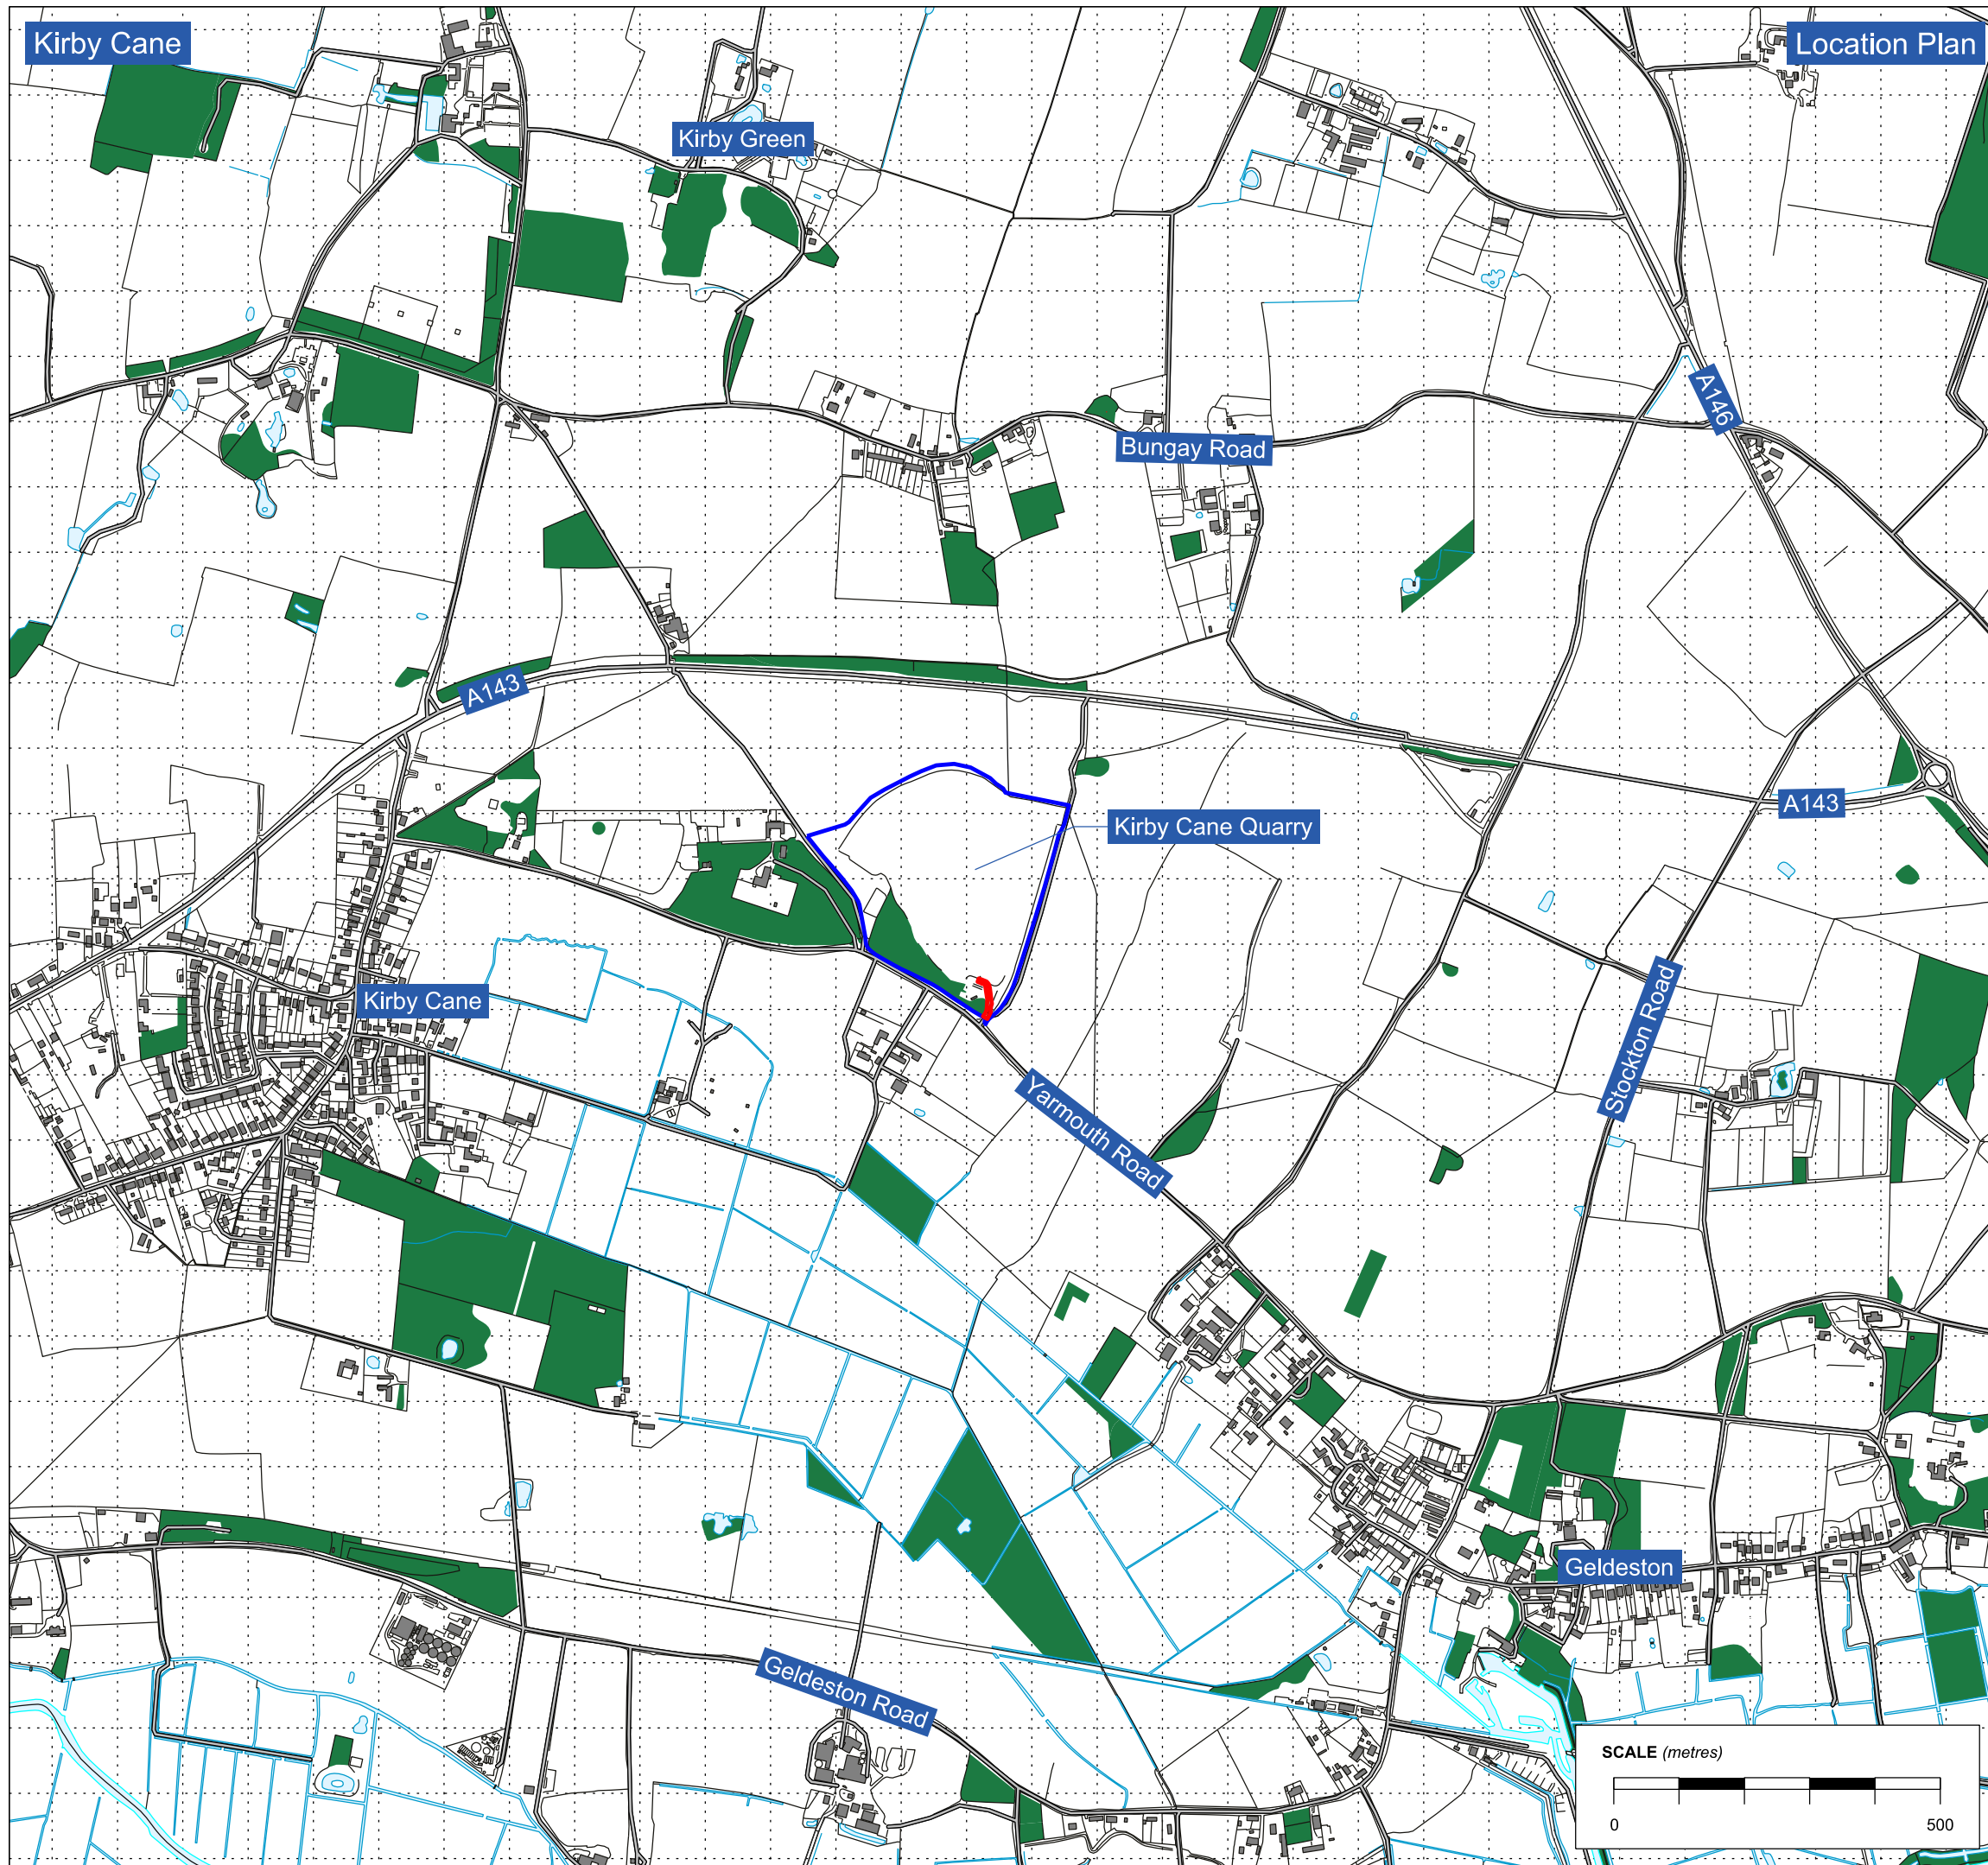 Kirby Cane
Location Plan
Kirby Green
A146
Bungay Road
A143
A143
Kirby Cane Quarry
Kirby Cane
Stockton Road
Yarmouth Road
Geldeston
Geldeston Road
SCALE (metres)
0 500